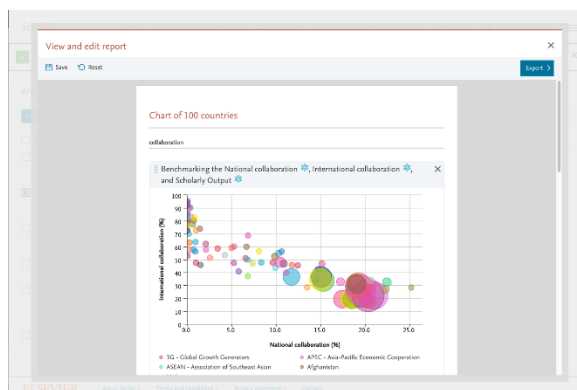 View and edit report
Save Reset Export
Chart of 100 countries
collaboration
Benchmarking the National collaboration , International collaboration ,
and Scholarly Output
100
90
80
70
60
50
40
30
20
10
0
International collaboration (%)
0.0 5.0 10.0 15.0 20.0 25.0
National collaboration (%)
3G - Global Growth Generators APEC - Asia-Pacific Economic Cooperation
ASEAN - Association of Southeast Asian Afghanistan
ELSEVIER